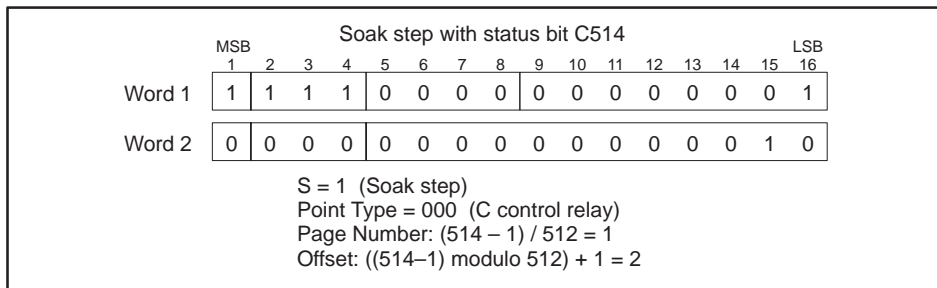 Soak step with status bit C514
MSB LSB
1 2 3 4 5 6 7 8 9 10 11 12 13 14 15 16
Word 1 1 1 1 1 0 0 0 0 0 0 0 0 0 0 0 1
Word 2 0 0 0 0 0 0 0 0 0 0 0 0 0 0 1 0
S = 1 (Soak step)
Point Type = 000 (C control relay)
Page Number: (514 – 1) / 512 = 1
Offset: ((514–1) modulo 512) + 1 = 2